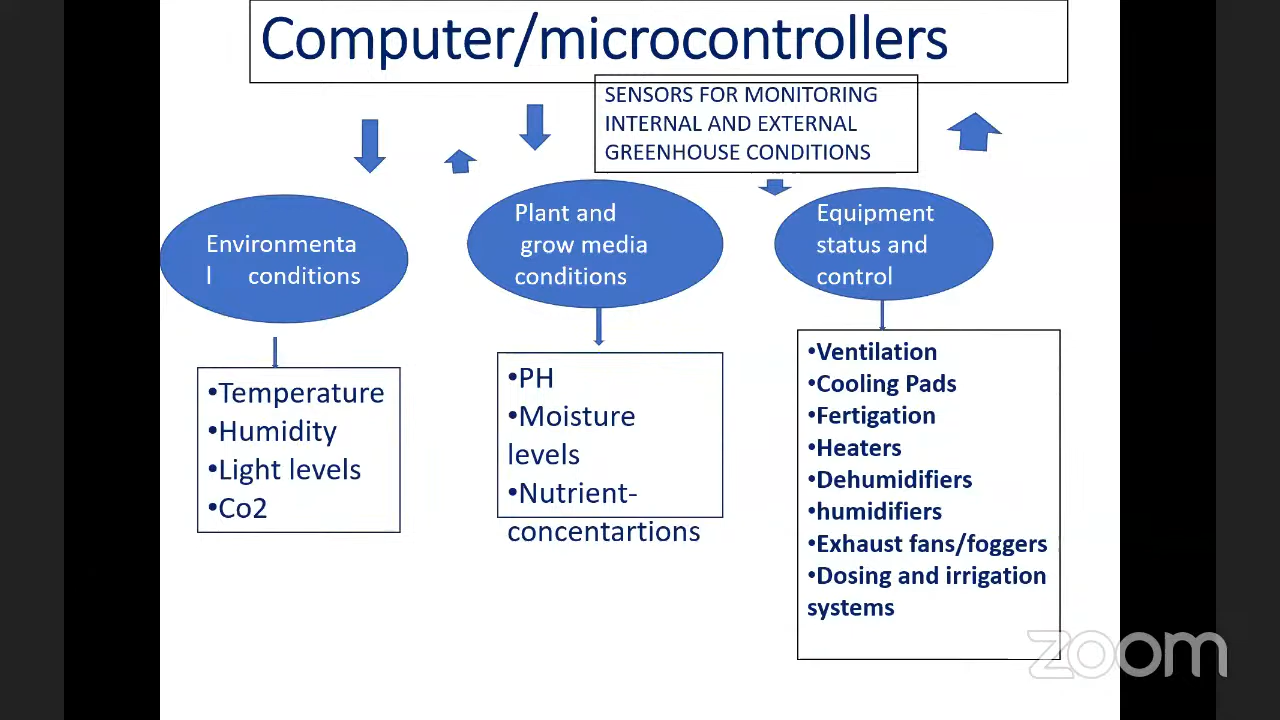 Computer/microcontrollers
SENSORS FOR MONITORING
INTERNAL AND EXTERNAL
GREENHOUSE CONDITIONS
Environmenta
l conditions
Plant and
grow media
conditions
Equipment
status and
control
•Temperature
•Humidity
•Light levels
•Co2
•PH
•Moisture
levels
•Nutrient-
concentartions
•Ventilation
•Cooling Pads
•Fertigation
•Heaters
•Dehumidifiers
•humidifiers
•Exhaust fans/foggers
•Dosing and irrigation
systems
zoom